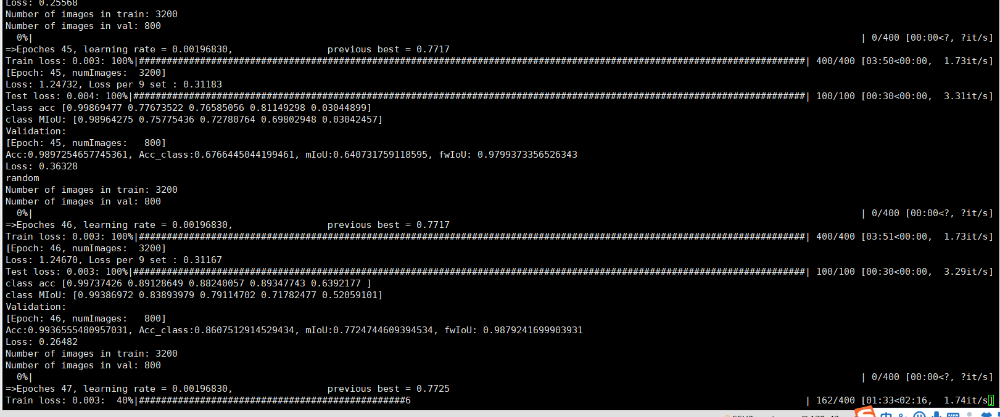 Loss: 0.25568
Number of images in train: 3200
Number of images in val: 800
  0%|                                                                                                    | 0/400 [00:00<?, ?it/s]
=>Epoches 45, learning rate = 0.00196830,                 previous best = 0.7717
Train loss: 0.003: 100%|########################################################################################################################| 400/400 [03:50<00:00,  1.73it/s]
[Epoch: 45, numImages:  3200]
Loss: 1.24732, Loss per 9 set : 0.31183
Test loss: 0.004: 100%|#########################################################################################################################| 100/100 [00:30<00:00,  3.31it/s]
class acc [0.99869477 0.77673522 0.76585056 0.81149298 0.03044899]
class MIoU: [0.98964275 0.75775436 0.72780764 0.69802948 0.03042457]
Validation:
[Epoch: 45, numImages:   800]
Acc:0.9897254657745361, Acc_class:0.6766445044199461, mIoU:0.640731759118595, fwIoU: 0.9799373356526343
Loss: 0.36328
random
Number of images in train: 3200
Number of images in val: 800
  0%|                                                                                                    | 0/400 [00:00<?, ?it/s]
=>Epoches 46, learning rate = 0.00196830,                 previous best = 0.7717
Train loss: 0.003: 100%|########################################################################################################################| 400/400 [03:51<00:00,  1.73it/s]
[Epoch: 46, numImages:  3200]
Loss: 1.24670, Loss per 9 set : 0.31167
Test loss: 0.003: 100%|#########################################################################################################################| 100/100 [00:30<00:00,  3.29it/s]
class acc [0.99737426 0.89128649 0.88240057 0.89347743 0.6392177 ]
class MIoU: [0.99386972 0.83893979 0.79114702 0.71782477 0.52059101]
Validation:
[Epoch: 46, numImages:   800]
Acc:0.9936555480957031, Acc_class:0.8607512914529434, mIoU:0.7724744609394534, fwIoU: 0.9879241699903931
Loss: 0.26482
Number of images in train: 3200
Number of images in val: 800
  0%|                                                                                                    | 0/400 [00:00<?, ?it/s]
=>Epoches 47, learning rate = 0.00196830,                 previous best = 0.7725
Train loss: 0.003:  40%|################################################6                                                                       | 162/400 [01:33<02:16,  1.74it/s]